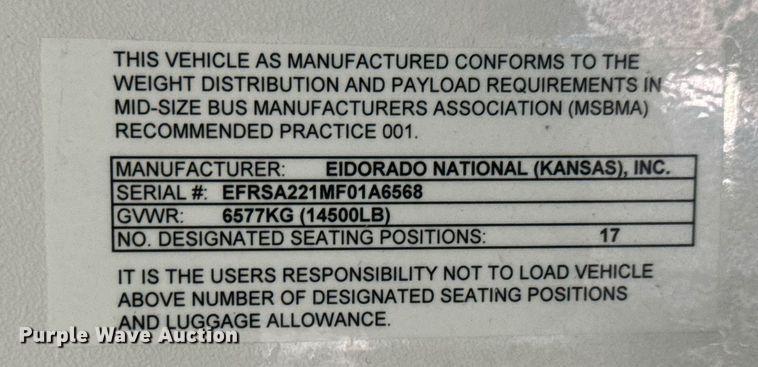 THIS VEHICLE AS MANUFACTURED CONFORMS TO THE
WEIGHT DISTRIBUTION AND PAYLOAD REQUIREMENTS IN
MID-SIZE BUS MANUFACTURERS ASSOCIATION (MSBMA)
RECOMMENDED PRACTICE 001.
MANUFACTURER: EIDORADO NATIONAL (KANSAS), INC.
SERIAL #: EFRSA221MF01A6568
GVWR: 6577KG (14500LB)
NO. DESIGNATED SEATING POSITIONS: 17
IT IS THE USERS RESPONSIBILITY NOT TO LOAD VEHICLE
ABOVE NUMBER OF DESIGNATED SEATING POSITIONS
AND LUGGAGE ALLOWANCE.
Purple Wave Auction